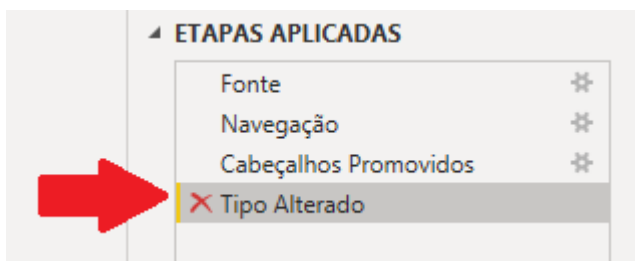 ETAPAS APLICADAS
Fonte
Navegação
Cabeçalhos Promovidos
Tipo Alterado